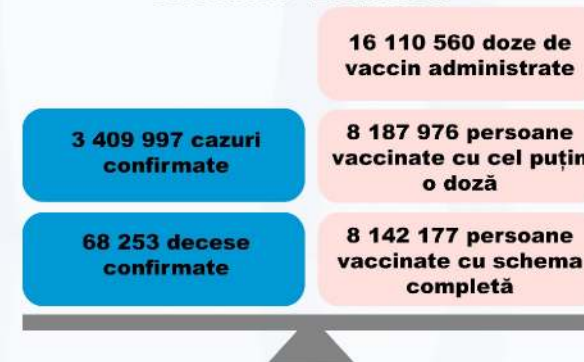 16 110 560 doze de
vaccin administrate
3 409 997 cazuri
confirmate
8 187 976 persoane
vaccinate cu cel puțin
o doză
68 253 decese
confirmate
8 142 177 persoane
vaccinate cu schema
completă